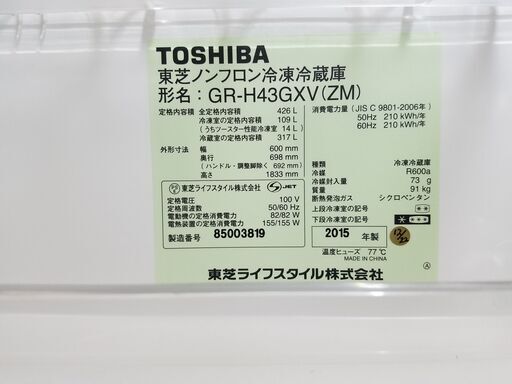 TOSHIBA
東芝ノンフロン冷凍冷蔵庫
形名：GR-H43GXV(ZM)
定格内容積 全定格内容積 426 L
冷凍室の定格内容積 109 L
(うちツースター性能冷凍室 14 L)
冷蔵室の定格内容積 317 L
外形寸法 幅 600 mm
奥行 698 mm
(ハンドル・調整脚除く 692 mm)
高さ 1833 mm
東芝ライフスタイル株式会社 JET
定格電圧 100 V
定格周波数 50/60 Hz
電動機の定格消費電力 82/82 W
電熱装置の定格消費電力 155/155 W
製造番号 85003819
消費電力量 (JIS C 9801-2006年)
50Hz 210 kWh/年
60Hz 210 kWh/年
種類 冷凍冷蔵庫
冷媒 R600a
冷媒封入量 73 g
質量 91 kg
断熱発泡ガス シクロペンタン
上段冷凍室の記号 **
下段冷凍室の記号 ****
2015 年製 12/22
温度ヒューズ 77℃
MADE IN CHINA
東芝ライフスタイル株式会社 Ⓐ